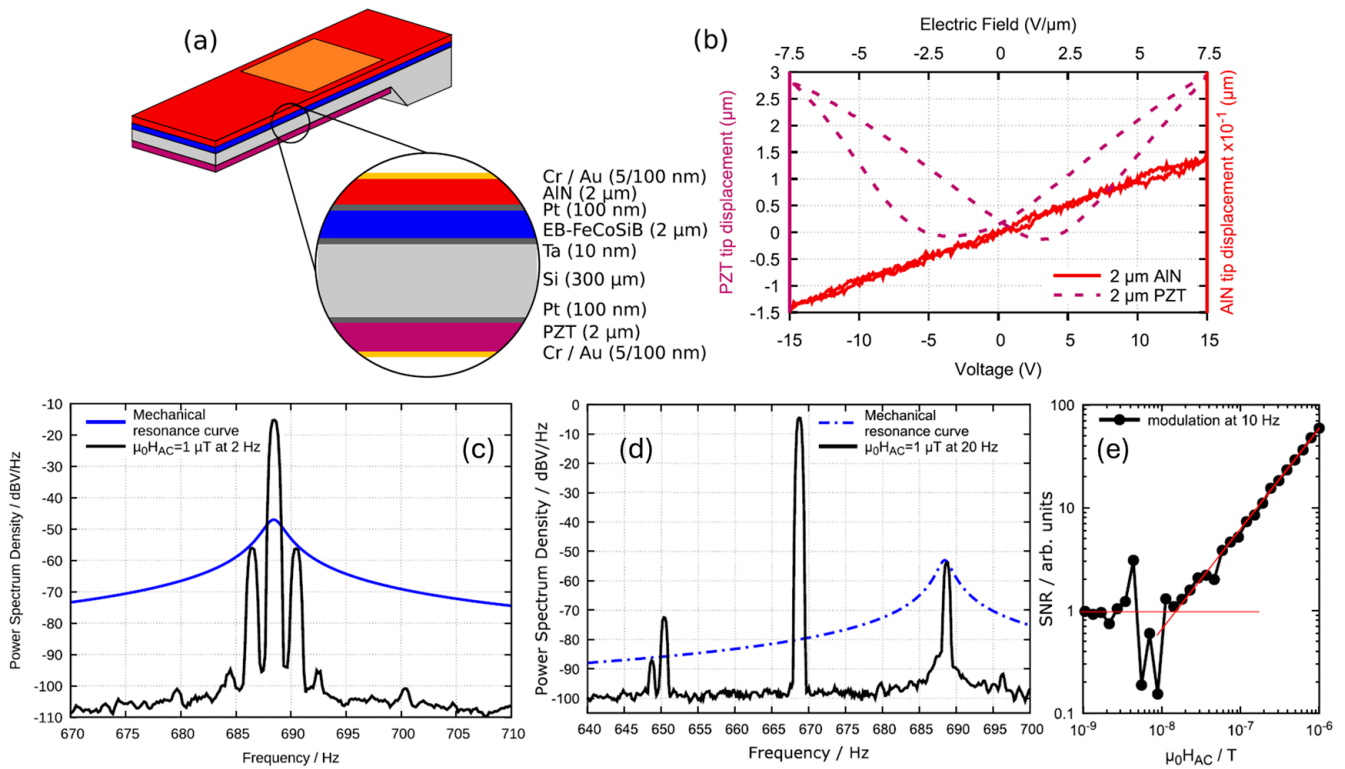 (a)
Cr / Au (5/100 nm)
AlN (2 μm)
Pt (100 nm)
EB-FeCoSiB (2 μm)
Ta (10 nm)
Si (300 μm)
Pt (100 nm)
PZT (2 μm)
Cr / Au (5/100 nm)
(b)
Electric Field (V/μm)
-7.5 -5 -2.5 0 2.5 5 7.5
3
2.5
2
1.5
1
0.5
0
-0.5
-1
-1.5
PZT tip displacement (μm)
AlN tip displacement x10⁻¹ (μm)
2 μm AlN
2 μm PZT
-15 -10 -5 0 5 10 15
Voltage (V)
(c)
Mechanical
resonance curve
μ₀H_AC=1 μT at 2 Hz
Power Spectrum Density / dBV/Hz
-10
-20
-30
-40
-50
-60
-70
-80
-90
-100
-110
670 675 680 685 690 695 700 705 710
Frequency / Hz
(d)
Mechanical
resonance curve
μ₀H_AC=1 μT at 20 Hz
Power Spectrum Density / dBV/Hz
0
-10
-20
-30
-40
-50
-60
-70
-80
-90
-100
640 645 650 655 660 665 670 675 680 685 690 695 700
Frequency / Hz
(e)
modulation at 10 Hz
SNR / arb. units
100
10
1
0.1
10⁻⁹ 10⁻⁸ 10⁻⁷ 10⁻⁶
μ₀H_AC / T